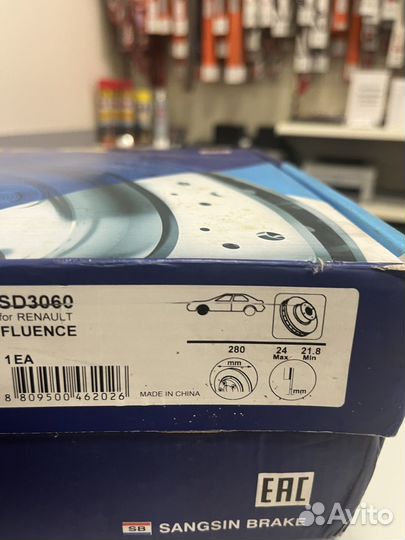 SD3060
for RENAULT
FLUENCE
1EA
280
24 21.8
Max Min
mm
mm
8 809500 462026
MADE IN CHINA
EAC
SB SANGSIN BRAKE
Avito